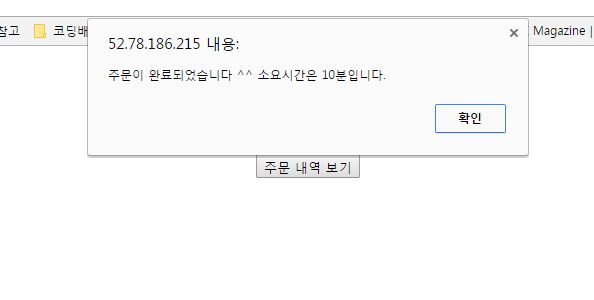 참고 코딩배
52.78.186.215 내용:
Magazine |
주문이 완료되었습니다 ^^ 소요시간은 10분입니다.
확인
주문 내역 보기